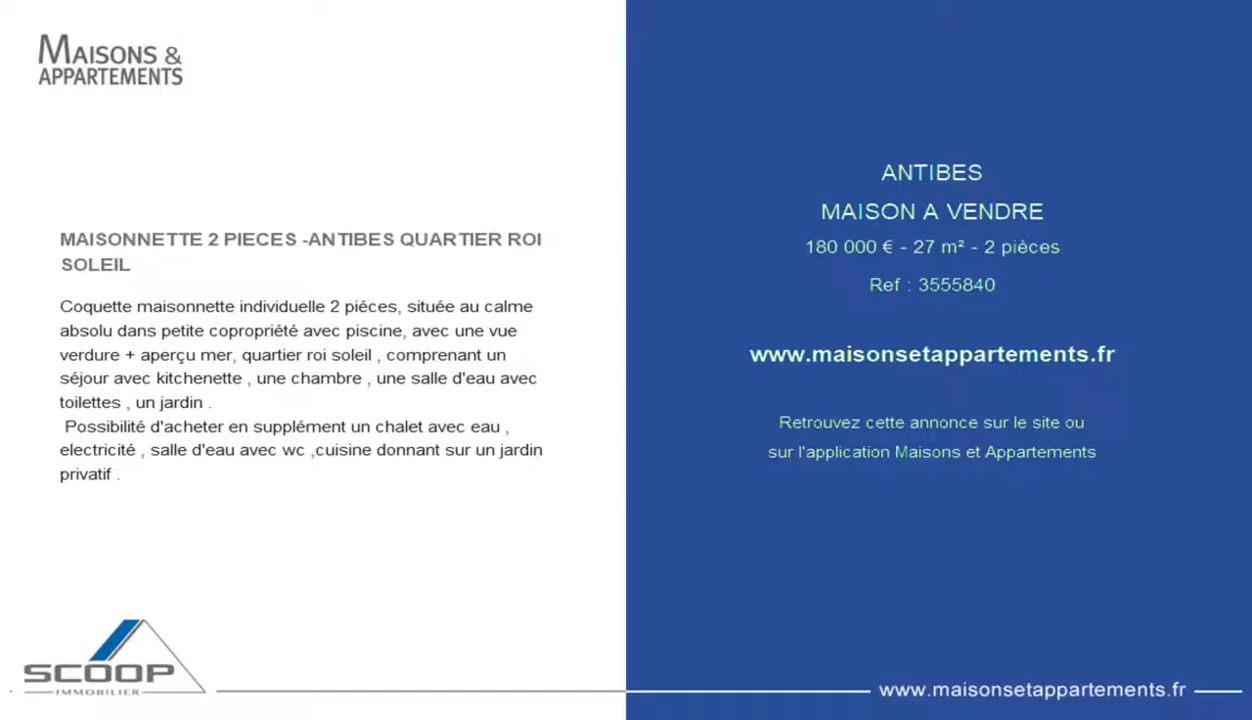 MAISONS &
APPARTEMENTS
MAISONNETTE 2 PIECES -ANTIBES QUARTIER ROI
SOLEIL
Coquette maisonnette individuelle 2 piéces, située au calme
absolu dans petite copropriété avec piscine, avec une vue
verdure + aperçu mer, quartier roi soleil , comprenant un
séjour avec kitchenette , une chambre , une salle d'eau avec
toilettes , un jardin .
Possibilité d'acheter en supplément un chalet avec eau ,
electricité , salle d'eau avec wc ,cuisine donnant sur un jardin
privatif .
SCOOP
IMMOBILIER
ANTIBES
MAISON A VENDRE
180 000 € - 27 m² - 2 pièces
Ref : 3555840
www.maisonsetappartements.fr
Retrouvez cette annonce sur le site ou
sur l'application Maisons et Appartements
www.maisonsetappartements.fr